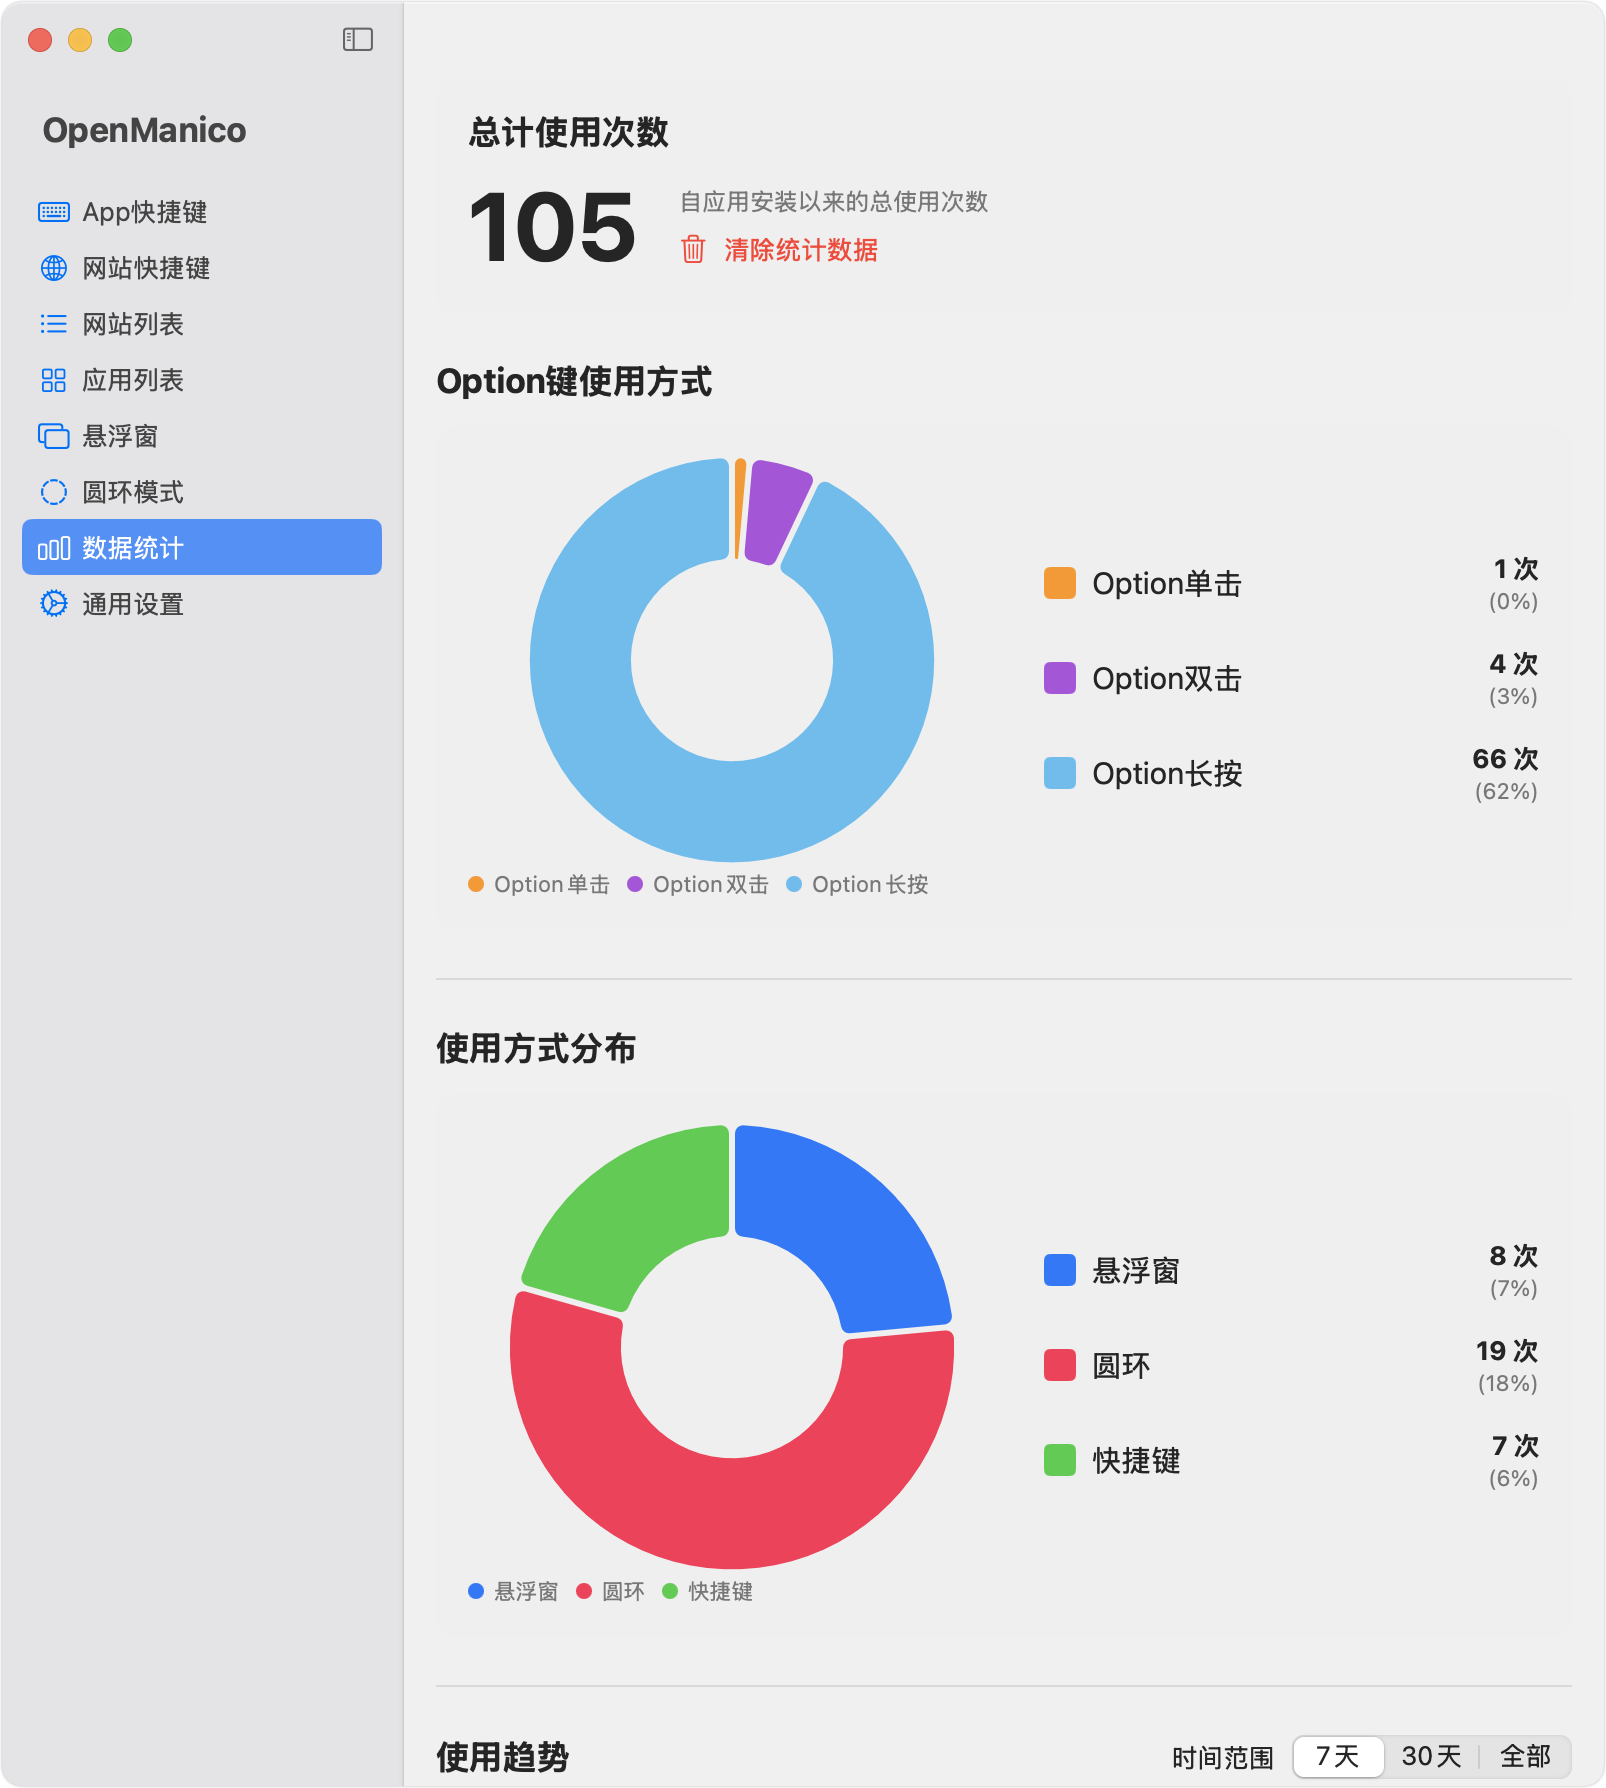 OpenManico
App快捷键
网站快捷键
网站列表
应用列表
悬浮窗
圆环模式
数据统计
通用设置
总计使用次数
105
自应用安装以来的总使用次数
清除统计数据
Option键使用方式
Option单击
1 次
(0%)
Option双击
4 次
(3%)
Option长按
66 次
(62%)
Option 单击 Option 双击 Option 长按
使用方式分布
悬浮窗
8 次
(7%)
圆环
19 次
(18%)
快捷键
7 次
(6%)
悬浮窗 圆环 快捷键
使用趋势
时间范围 7 天 30 天 全部